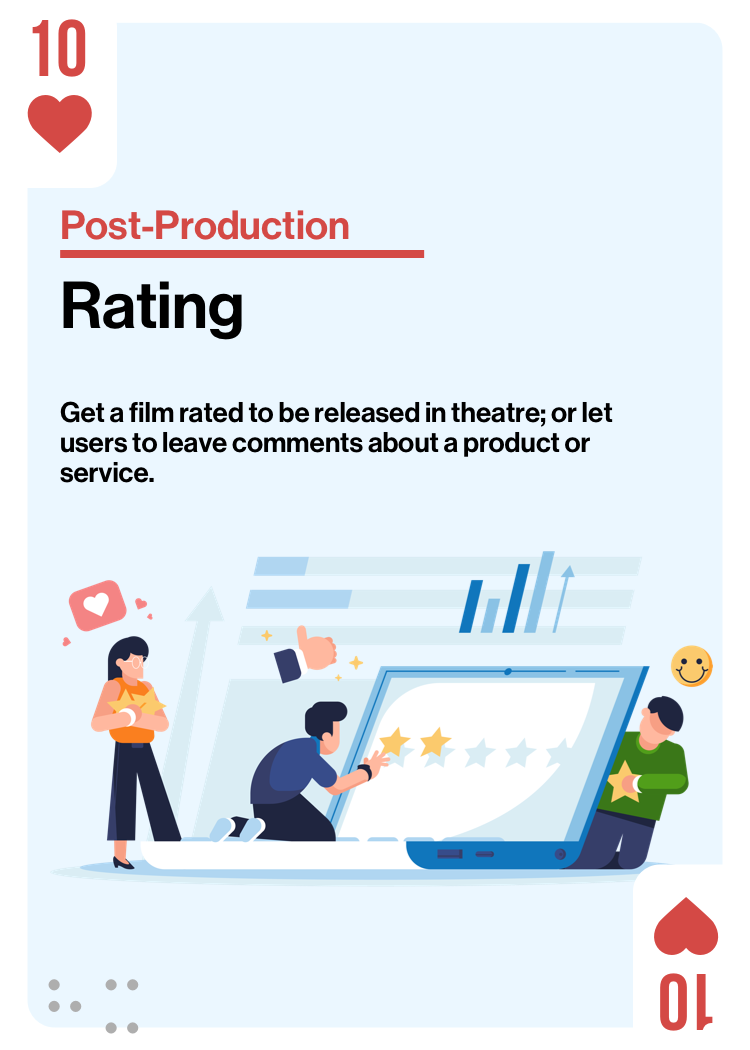 10
Post-Production
Rating
Get a film rated to be released in theatre; or let
users to leave comments about a product or
service.
10